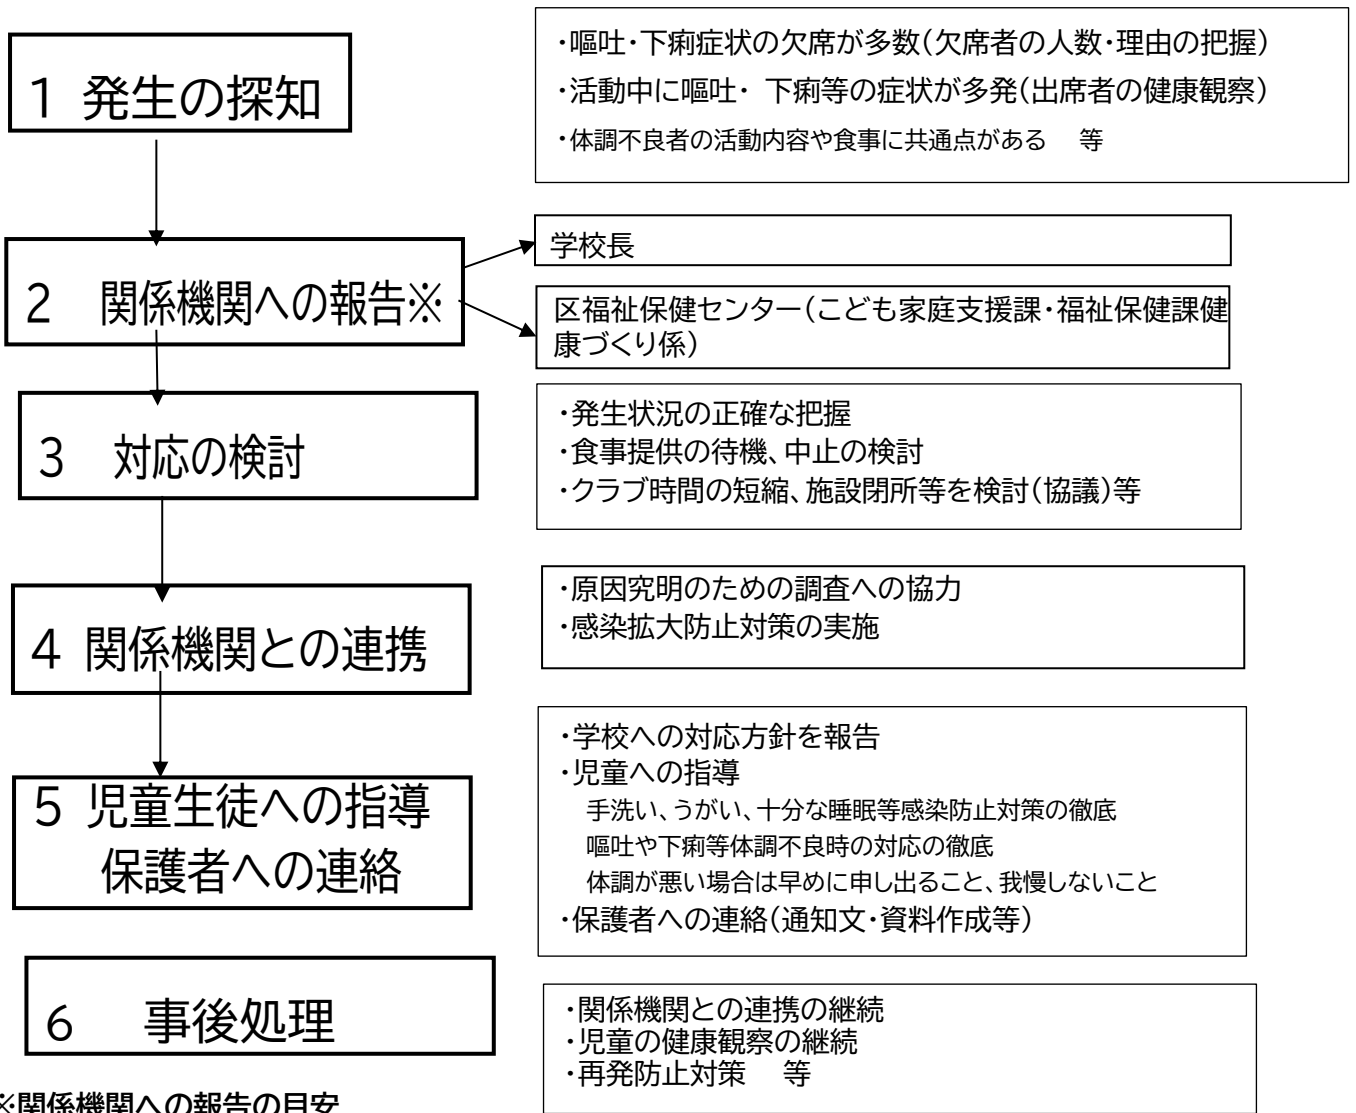 1 発生の探知
・嘔吐・下痢症状の欠席が多数(欠席者の人数・理由の把握)
・活動中に嘔吐・ 下痢等の症状が多発(出席者の健康観察)
・体調不良者の活動内容や食事に共通点がある　等
2　関係機関への報告※
学校長
区福祉保健センター(こども家庭支援課・福祉保健課健
康づくり係)
3　対応の検討
・発生状況の正確な把握
・食事提供の待機、中止の検討
・クラブ時間の短縮、施設閉所等を検討(協議)等
4 関係機関との連携
・原因究明のための調査への協力
・感染拡大防止対策の実施
5 児童生徒への指導
保護者への連絡
・学校への対応方針を報告
・児童への指導
手洗い、うがい、十分な睡眠等感染防止対策の徹底
嘔吐や下痢等体調不良時の対応の徹底
体調が悪い場合は早めに申し出ること、我慢しないこと
・保護者への連絡(通知文・資料作成等)
6　事後処理
・関係機関との連携の継続
・児童の健康観察の継続
・再発防止対策　等
※関係機関への報告の目安